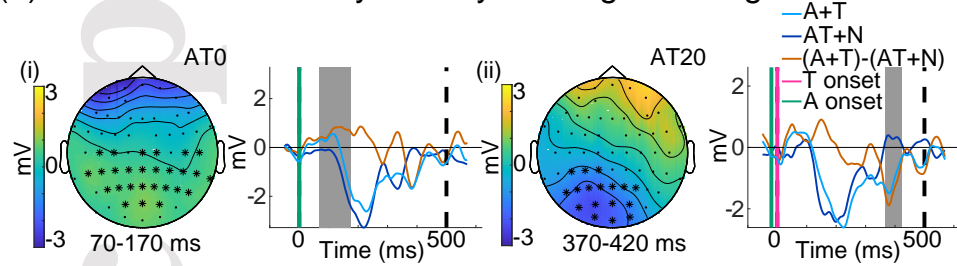 A+T
AT+N
(A+T)-(AT+N)
T onset
A onset
(i)
AT0
3
mV
0
-3
70-170 ms
mV
2
0
-2
0
500
Time (ms)
(ii)
AT20
3
mV
0
-3
370-420 ms
mV
2
0
-2
0
500
Time (ms)